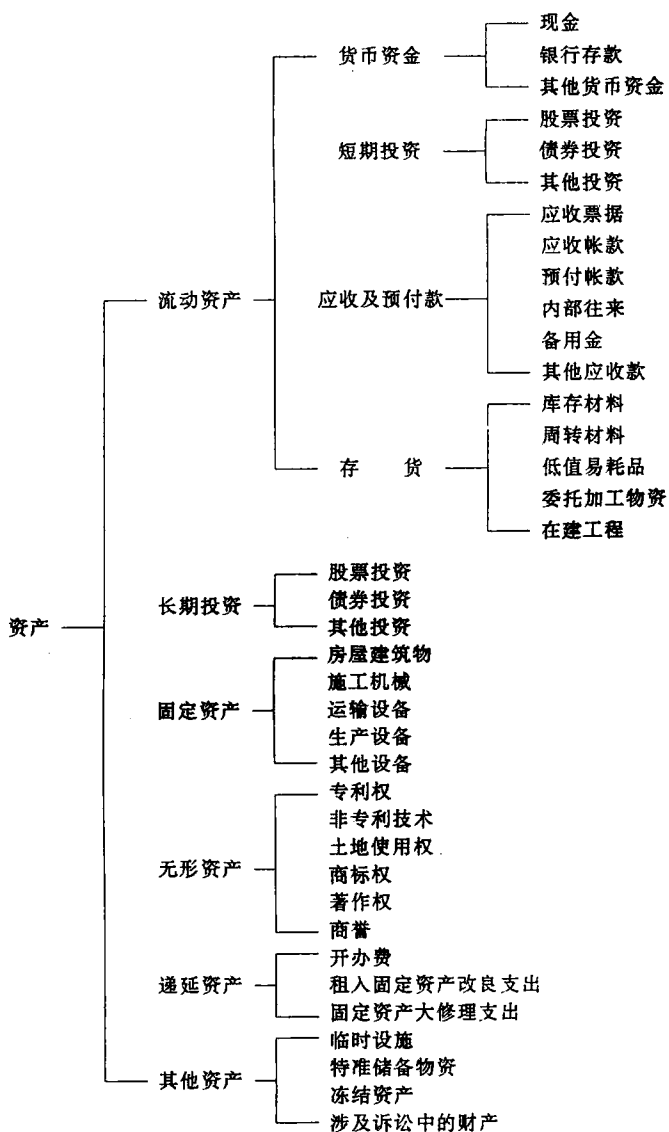 资产
流动资产
货币资金
现金
银行存款
其他货币资金
短期投资
股票投资
债券投资
其他投资
应收及预付款
应收票据
应收帐款
预付帐款
内部往来
备用金
其他应收款
存 货
库存材料
周转材料
低值易耗品
委托加工物资
在建工程
长期投资
股票投资
债券投资
其他投资
固定资产
房屋建筑物
施工机械
运输设备
生产设备
其他设备
无形资产
专利权
非专利技术
土地使用权
商标权
著作权
商誉
递延资产
开办费
租入固定资产改良支出
固定资产大修理支出
其他资产
临时设施
特准储备物资
冻结资产
涉及诉讼中的财产